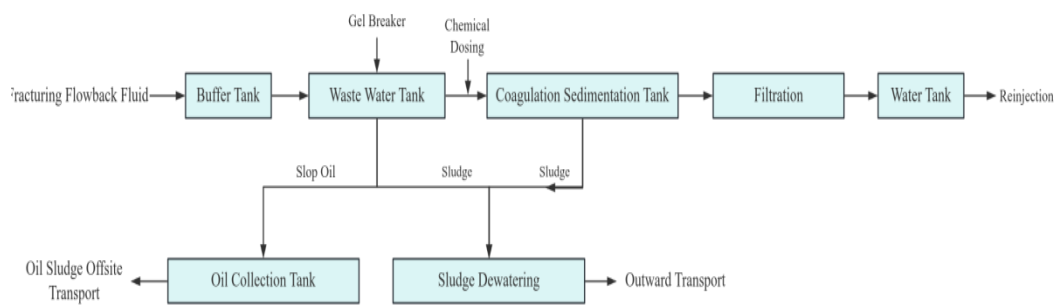 Gel Breaker
Chemical
Dosing
Fracturing Flowback Fluid
Buffer Tank
Waste Water Tank
Coagulation Sedimentation Tank
Filtration
Water Tank
Reinjection
Slop Oil
Sludge
Sludge
Oil Sludge Offsite
Transport
Oil Collection Tank
Sludge Dewatering
Outward Transport